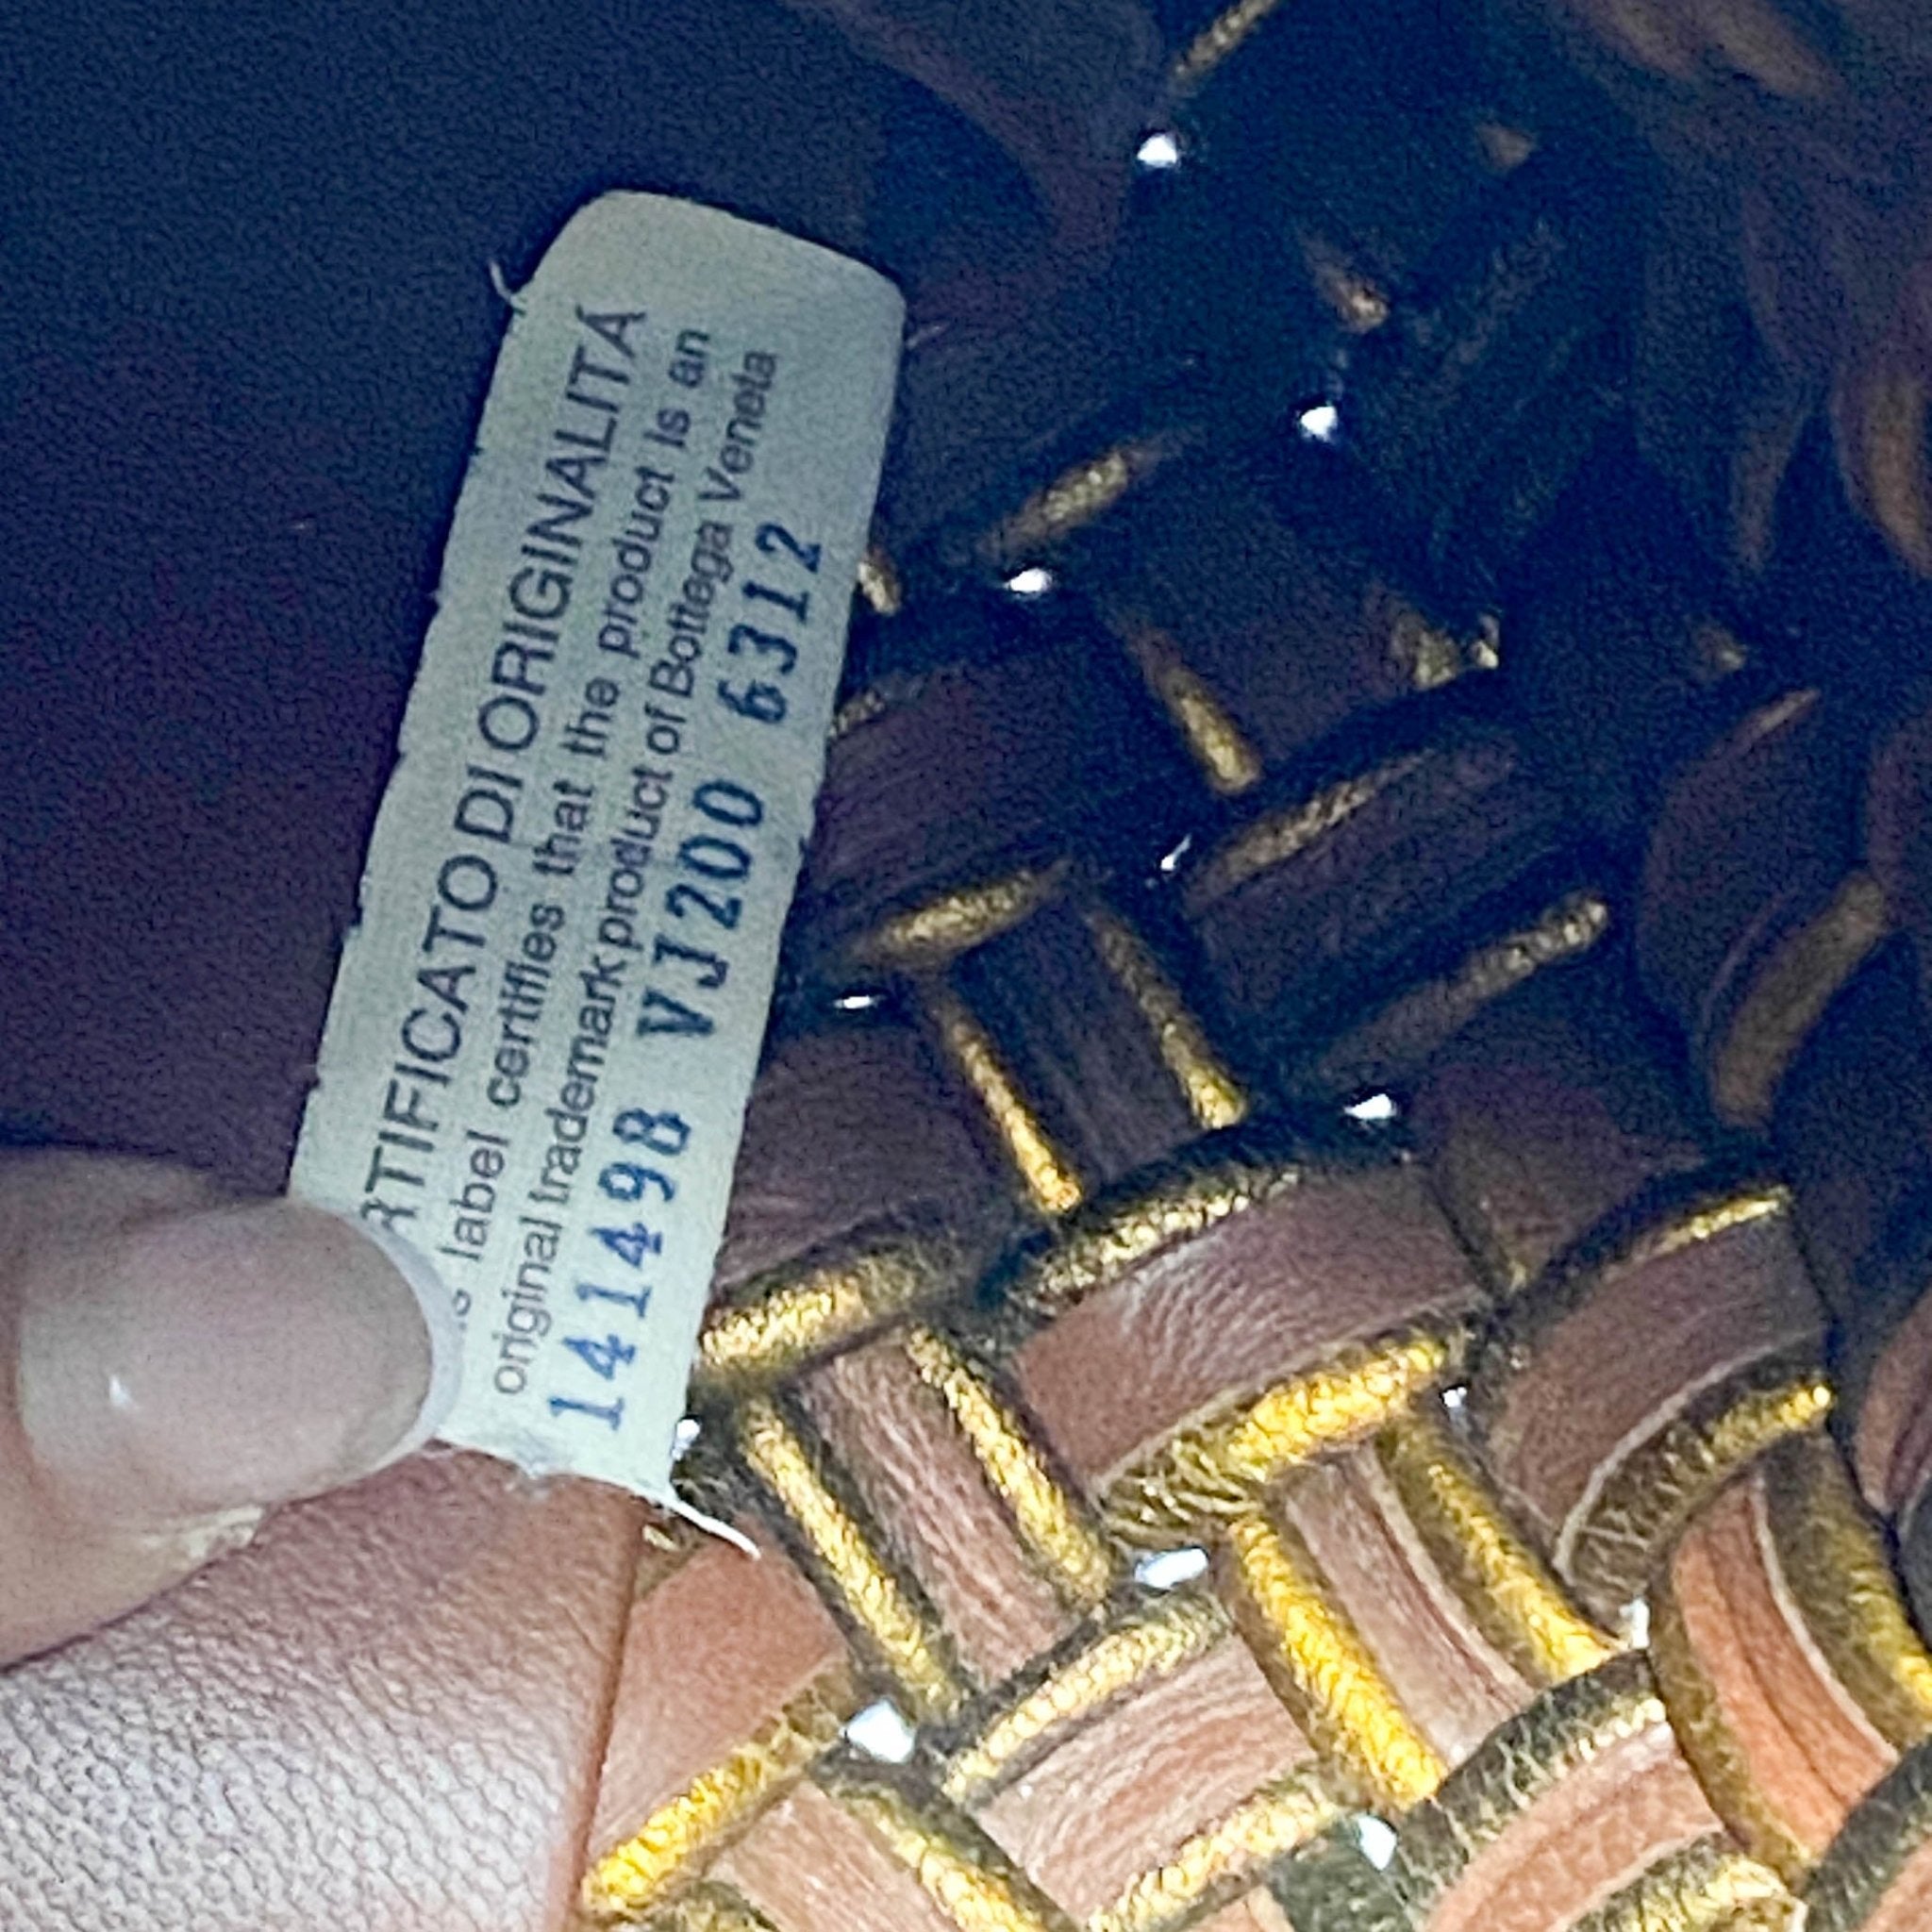 RTIFICATO DI ORIGINALITÁ
s label certifies that the product is an
original trademark product of Bottega Veneta
141498 VJ200 6312